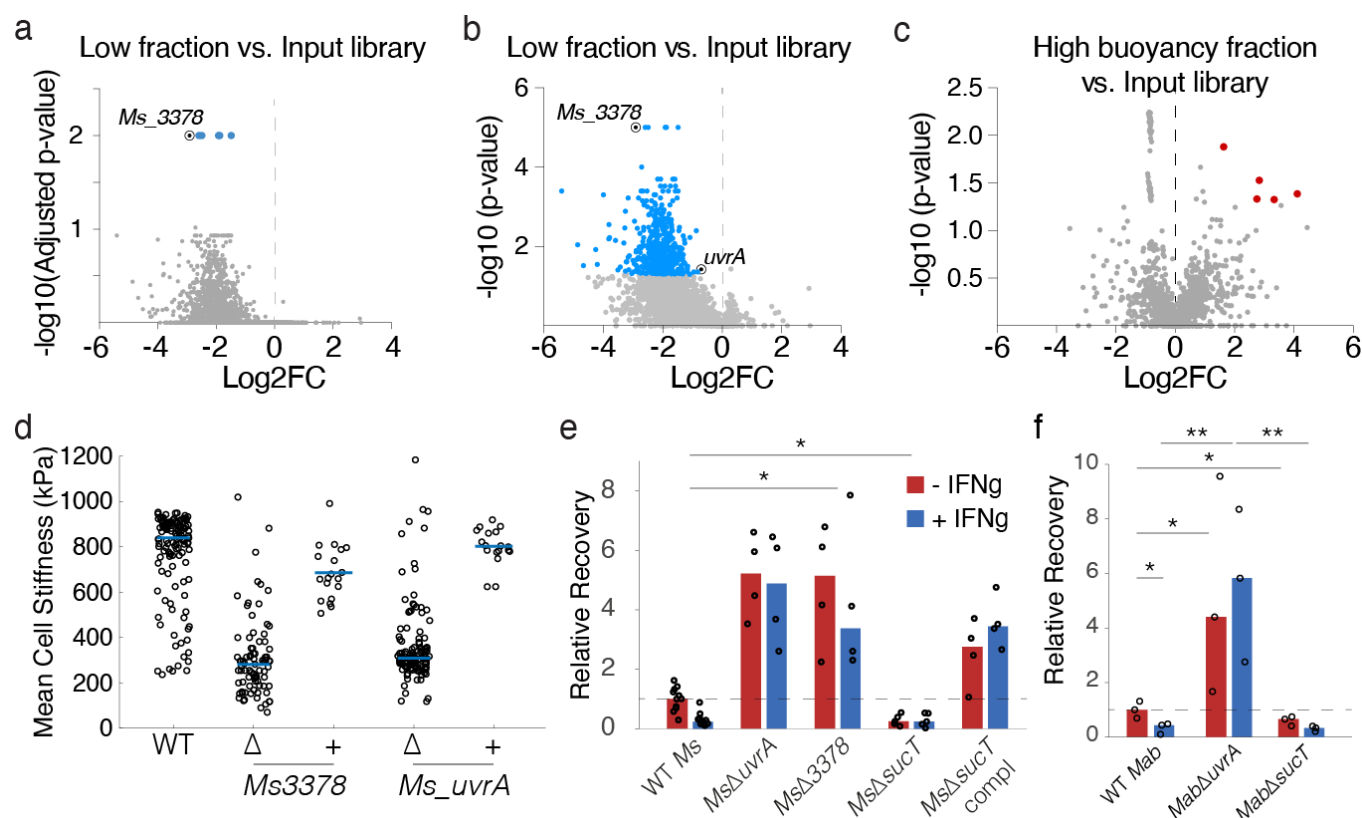 a
Low fraction vs. Input library
-log10(Adjusted p-value)
2
1
Ms_3378
-6 -4 -2 0 2 4
Log2FC
b
Low fraction vs. Input library
-log10 (p-value)
6
4
2
Ms_3378
uvrA
-6 -4 -2 0 2 4
Log2FC
c
High buoyancy fraction
vs. Input library
-log10 (p-value)
2.5
2.0
1.5
1.0
0.5
-6 -4 -2 0 2 4 6
Log2FC
d
Mean Cell Stiffness (kPa)
1200
1000
800
600
400
200
0
WT Δ + Δ +
Ms3378 Ms_uvrA
e
Relative Recovery
8
6
4
2
0
*
*
- IFNg
+ IFNg
WT Ms
MsΔuvrA
MsΔ3378
MsΔsucT
MsΔsucT
compl
f
Relative Recovery
10
8
6
4
2
0
** **
*
*
*
WT Mab
MabΔuvrA
MabΔsucT